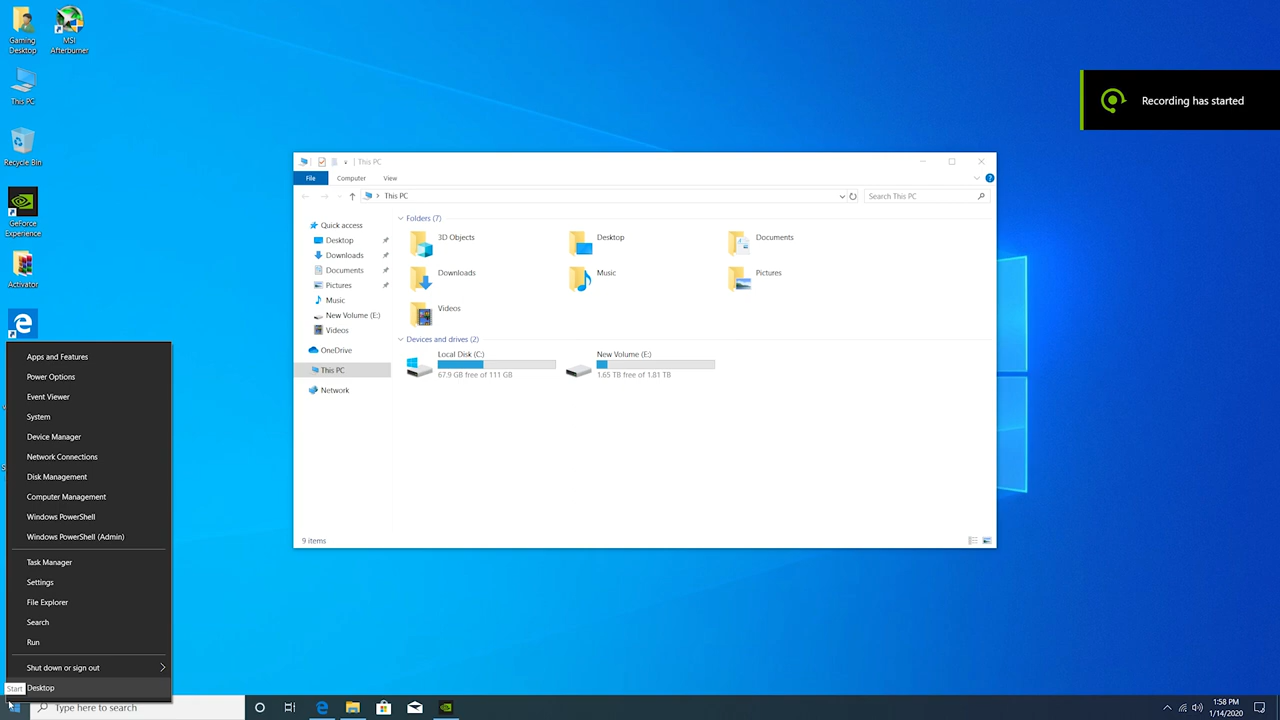 Gaming
Desktop
MSI
Afterburner
This PC
Recycle Bin
GeForce
Experience
Activator
Recording has started
This PC
File
Computer
View
This PC
Search This PC
Quick access
Desktop
Downloads
Documents
Pictures
Music
New Volume (E:)
Videos
OneDrive
This PC
Network
Folders (7)
3D Objects
Desktop
Documents
Downloads
Music
Pictures
Videos
Devices and drives (2)
Local Disk (C:)
67.9 GB free of 111 GB
New Volume (E:)
1.65 TB free of 1.81 TB
9 items
Apps and Features
Power Options
Event Viewer
System
Device Manager
Network Connections
Disk Management
Computer Management
Windows PowerShell
Windows PowerShell (Admin)
Task Manager
Settings
File Explorer
Search
Run
Shut down or sign out
Desktop
Start
Type here to search
1:58 PM
1/14/2020